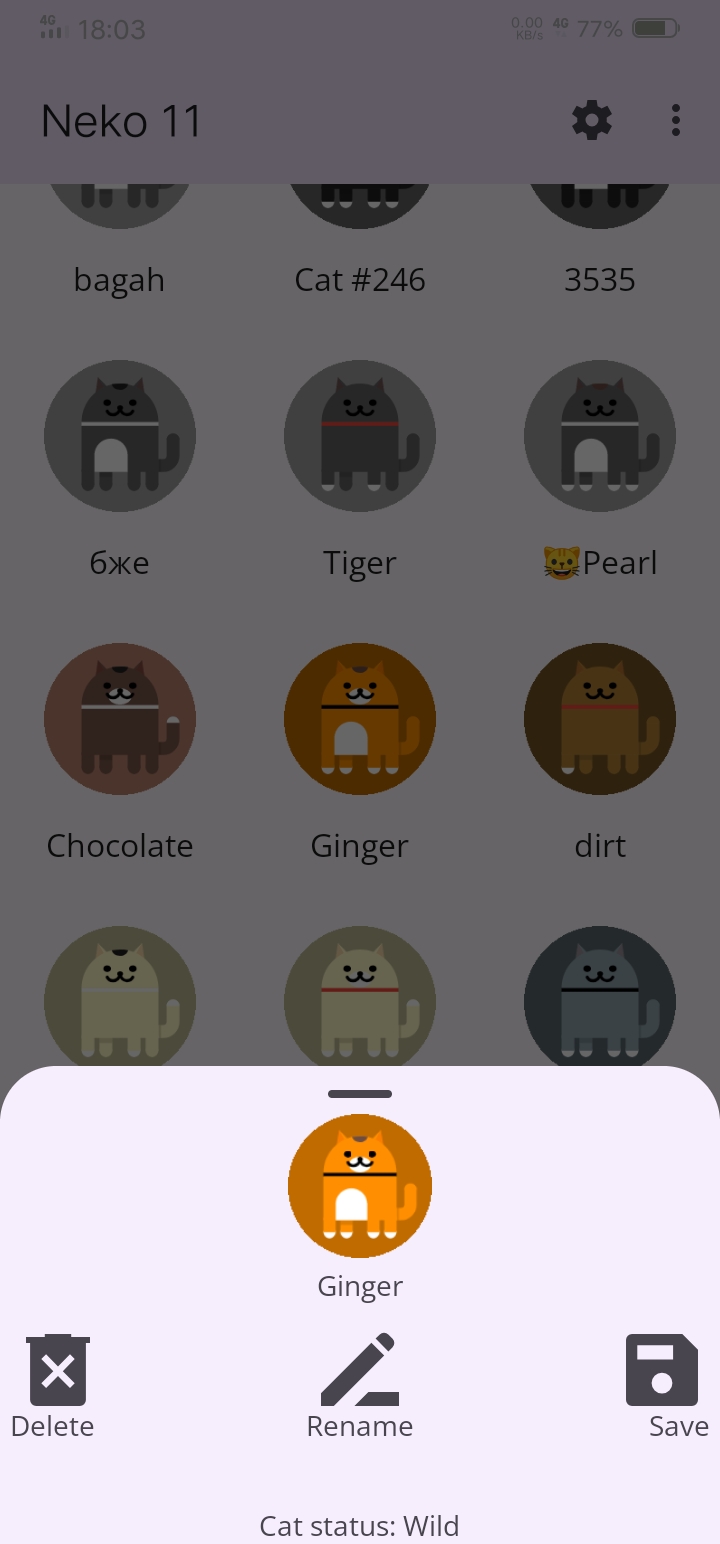 4G 18:03 0.00 KB/s 4G 77%
Neko 11
bagah Cat #246 3535
бже Tiger 😺Pearl
Chocolate Ginger dirt
Ginger
Delete Rename Save
Cat status: Wild